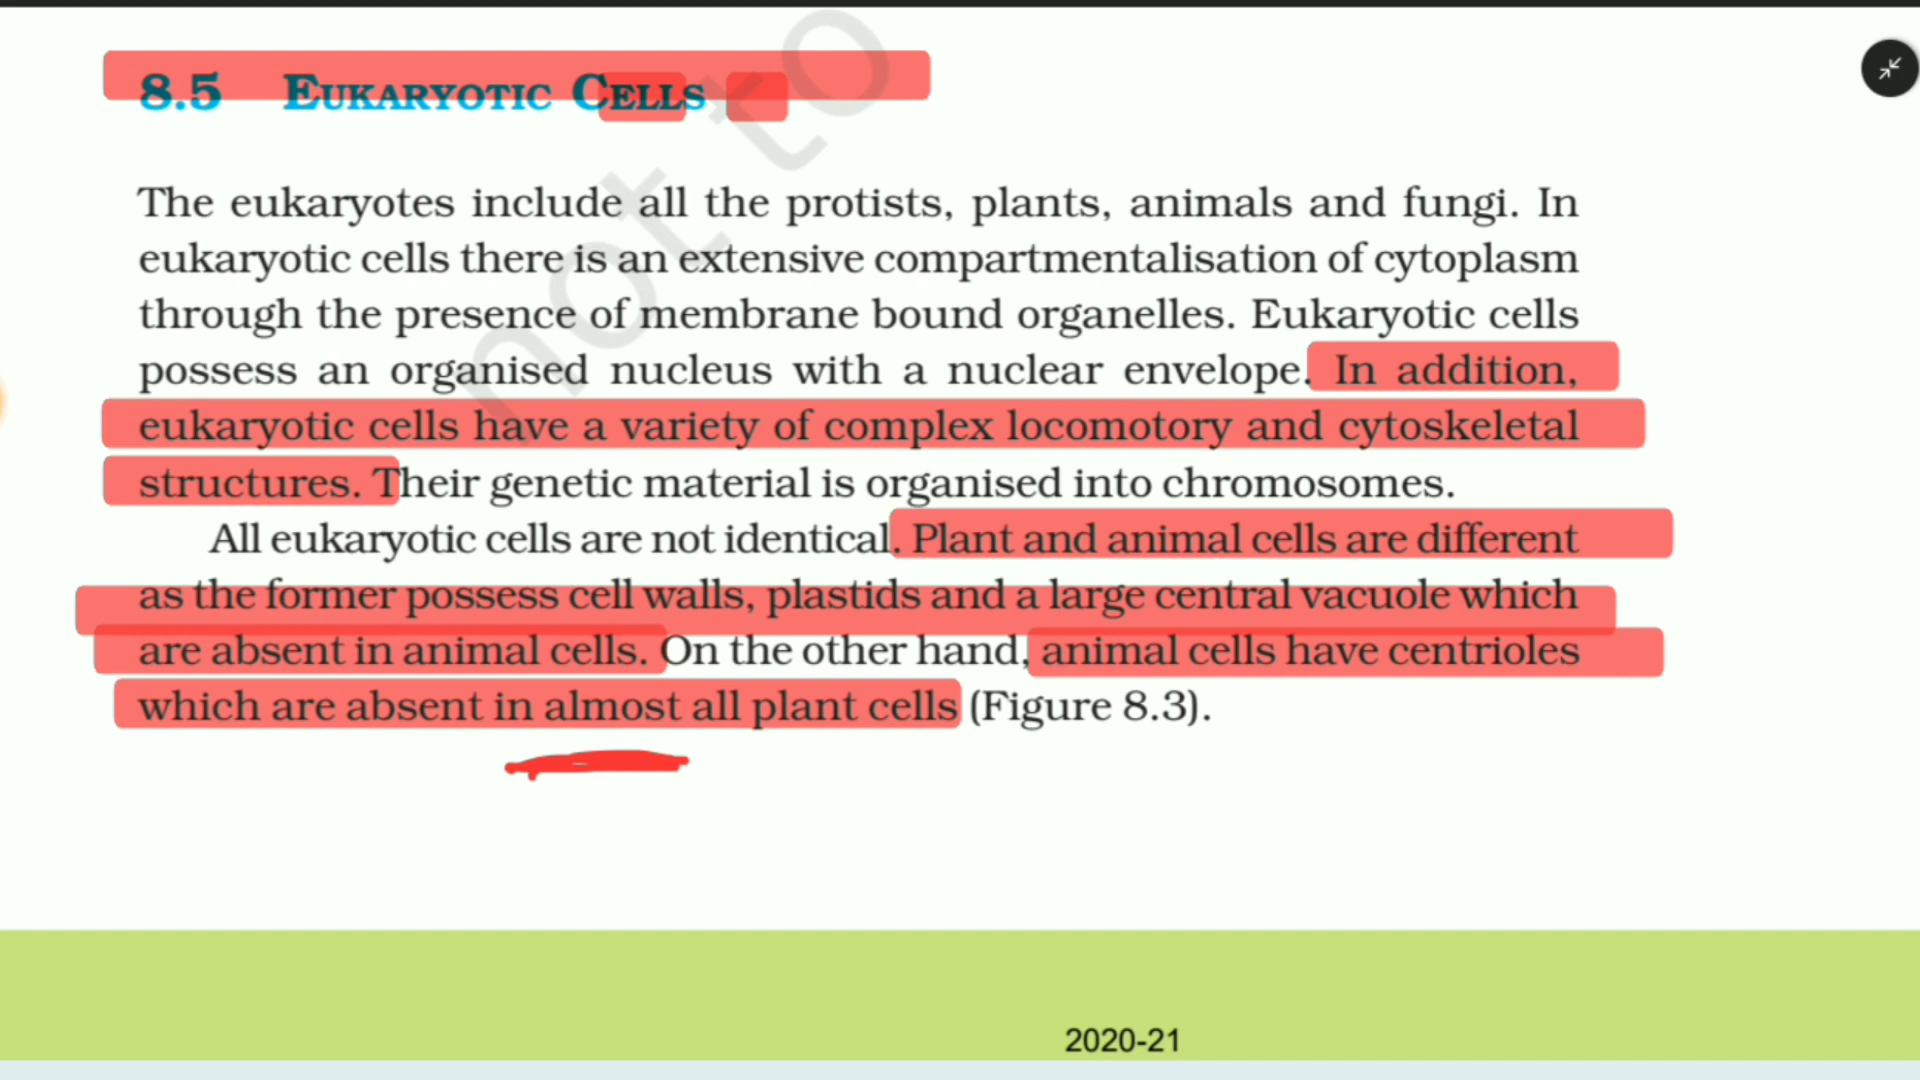 8.5 EUKARYOTIC CELLS
The eukaryotes include all the protists, plants, animals and fungi. In
eukaryotic cells there is an extensive compartmentalisation of cytoplasm
through the presence of membrane bound organelles. Eukaryotic cells
possess an organised nucleus with a nuclear envelope. In addition,
eukaryotic cells have a variety of complex locomotory and cytoskeletal
structures. Their genetic material is organised into chromosomes.
All eukaryotic cells are not identical. Plant and animal cells are different
as the former possess cell walls, plastids and a large central vacuole which
are absent in animal cells. On the other hand, animal cells have centrioles
which are absent in almost all plant cells (Figure 8.3).
not to
2020-21